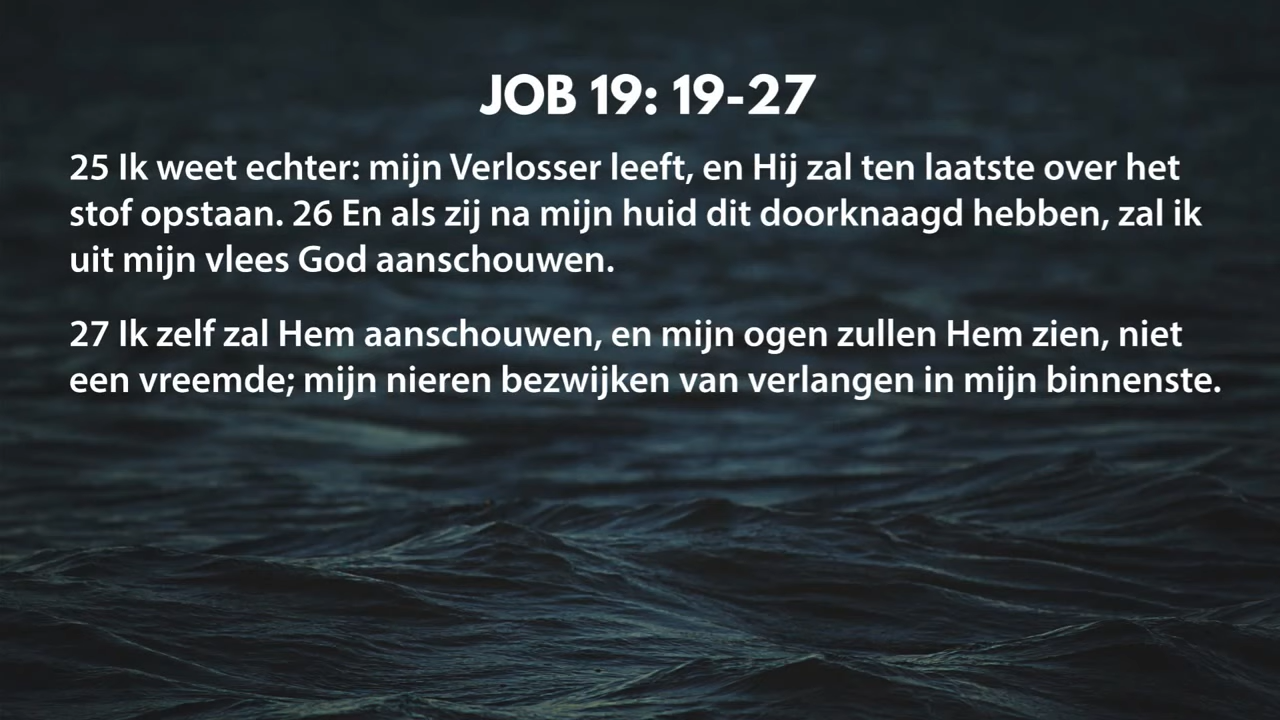 JOB 19: 19-27
25 Ik weet echter: mijn Verlosser leeft, en Hij zal ten laatste over het
stof opstaan. 26 En als zij na mijn huid dit doorknaagd hebben, zal ik
uit mijn vlees God aanschouwen.
27 Ik zelf zal Hem aanschouwen, en mijn ogen zullen Hem zien, niet
een vreemde; mijn nieren bezwijken van verlangen in mijn binnenste.